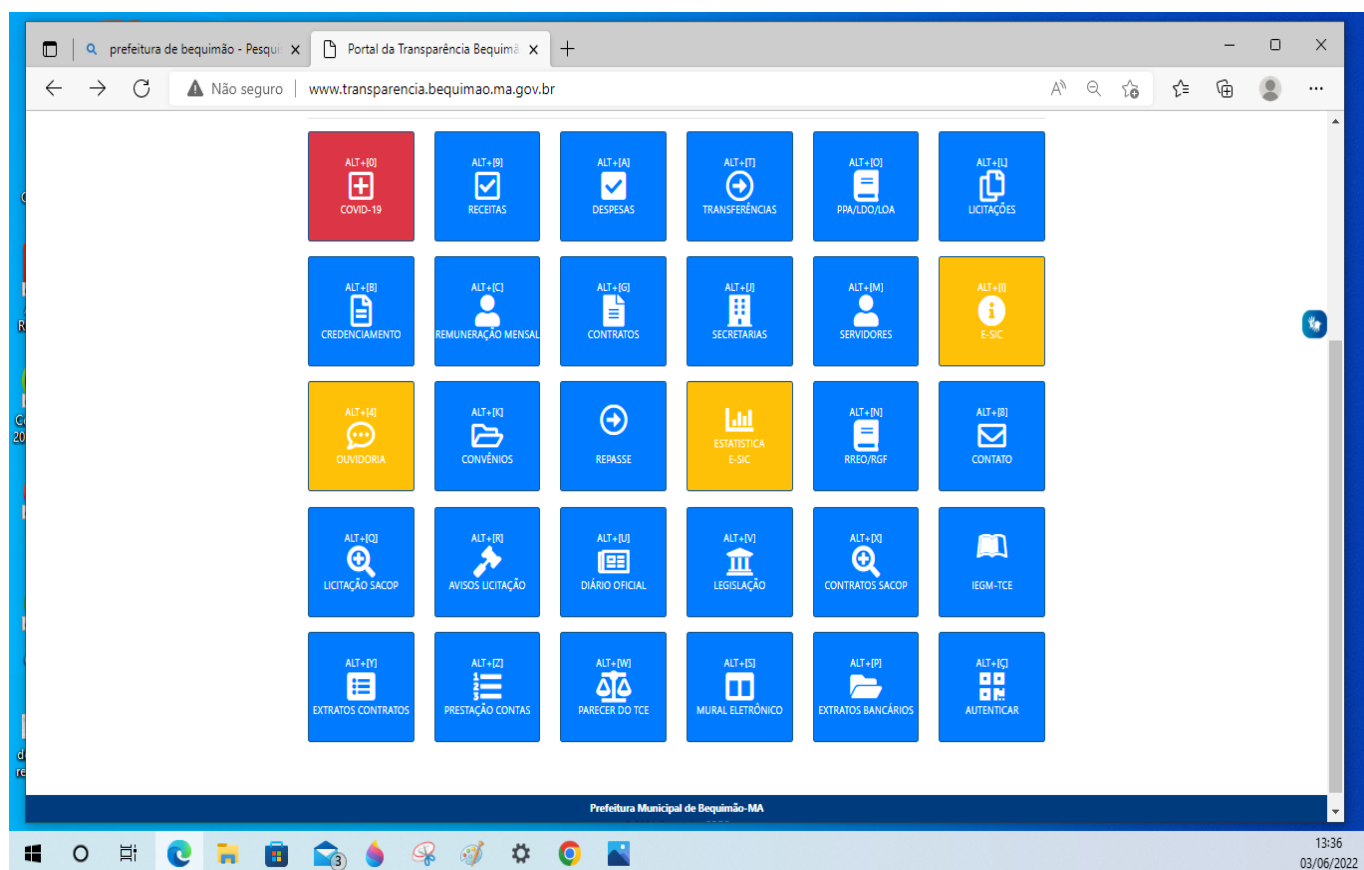 prefeitura de bequimão - Pesqui
Portal da Transparência Bequimã
Não seguro
www.transparencia.bequimao.ma.gov.br
ALT+[0] ALT+[9] ALT+[A] ALT+[T] ALT+[O] ALT+[L]
COVID-19 RECEITAS DESPESAS TRANSFERÊNCIAS PPA/LDO/LOA LICITAÇÕES
ALT+[B] ALT+[C] ALT+[G] ALT+[J] ALT+[M] ALT+[I]
CREDENCIAMENTO REMUNERAÇÃO MENSAL CONTRATOS SECRETARIAS SERVIDORES E-SIC
ALT+[4] ALT+[K] ALT+[N] ALT+[8]
OUVIDORIA CONVÊNIOS REPASSE ESTATISTICA E-SIC RREO/RGF CONTATO
ALT+[Q] ALT+[R] ALT+[U] ALT+[V] ALT+[X]
LICITAÇÃO SACOP AVISOS LICITAÇÃO DIÁRIO OFICIAL LEGISLAÇÃO CONTRATOS SACOP IEGM-TCE
ALT+[Y] ALT+[Z] ALT+[W] ALT+[S] ALT+[P] ALT+[Ç]
EXTRATOS CONTRATOS PRESTAÇÃO CONTAS PARECER DO TCE MURAL ELETRÔNICO EXTRATOS BANCÁRIOS AUTENTICAR
Prefeitura Municipal de Bequimão-MA
3
13:36
03/06/2022